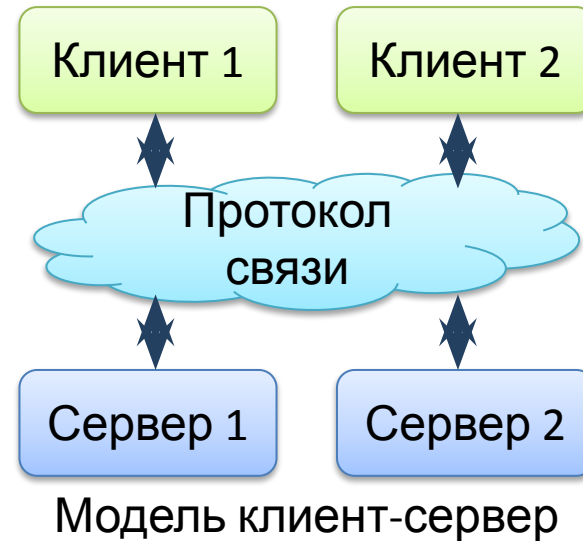 Клиент 1
Клиент 2
Протокол
связи
Сервер 1
Сервер 2
Модель клиент-сервер